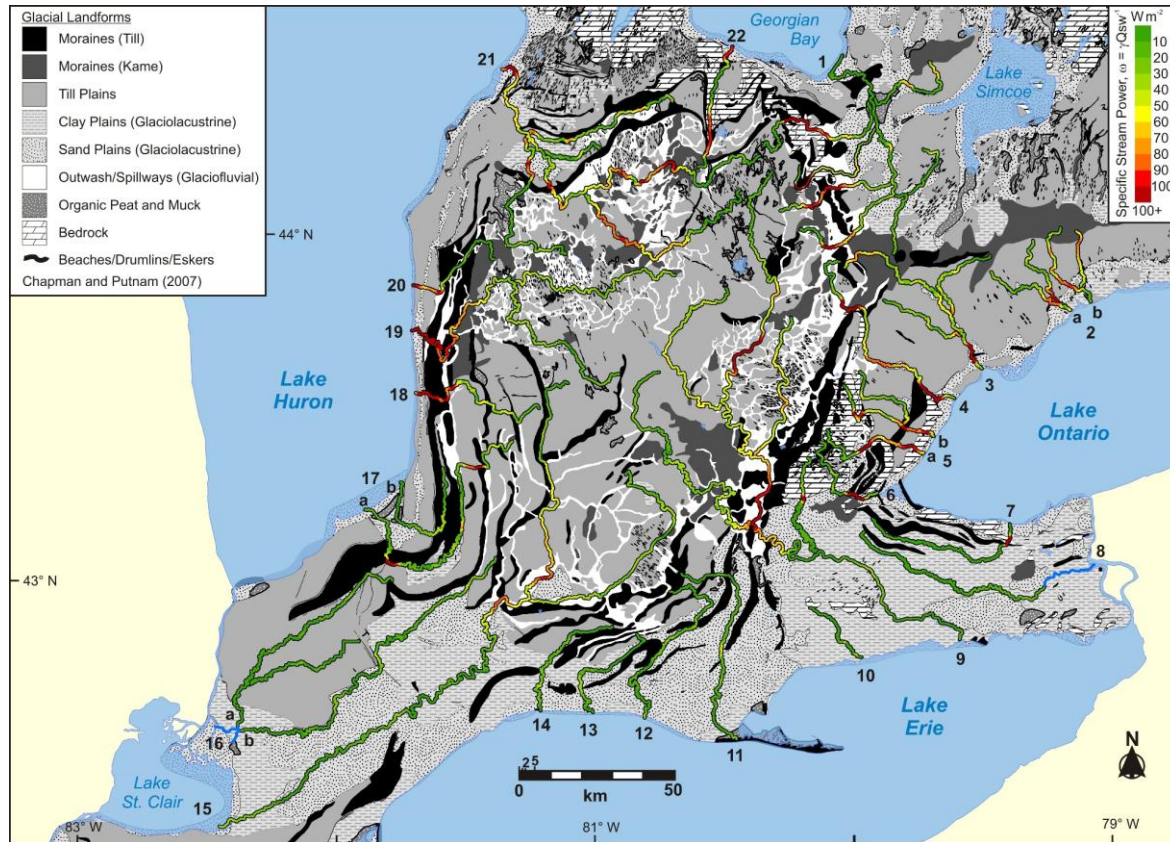 Glacial Landforms
Moraines (Till)
Moraines (Kame)
Till Plains
Clay Plains (Glaciolacustrine)
Sand Plains (Glaciolacustrine)
Outwash/Spillways (Glaciofluvial)
Organic Peat and Muck
Bedrock
Beaches/Drumlins/Eskers
Chapman and Putnam (2007)
Georgian
Bay
Lake
Simcoe
Specific Stream Power, ω = γQsw⁻¹
W m⁻²
10
20
30
40
50
60
70
80
90
100
100+
22
21
1
44° N
20
19
18
Lake
Huron
a
b
2
3
4
b
a
5
Lake
Ontario
17
a
b
6
7
8
43° N
9
10
Lake
Erie
14
13
12
11
a
16
b
15
Lake
St. Clair
25
0
50
km
N
83° W
81° W
79° W